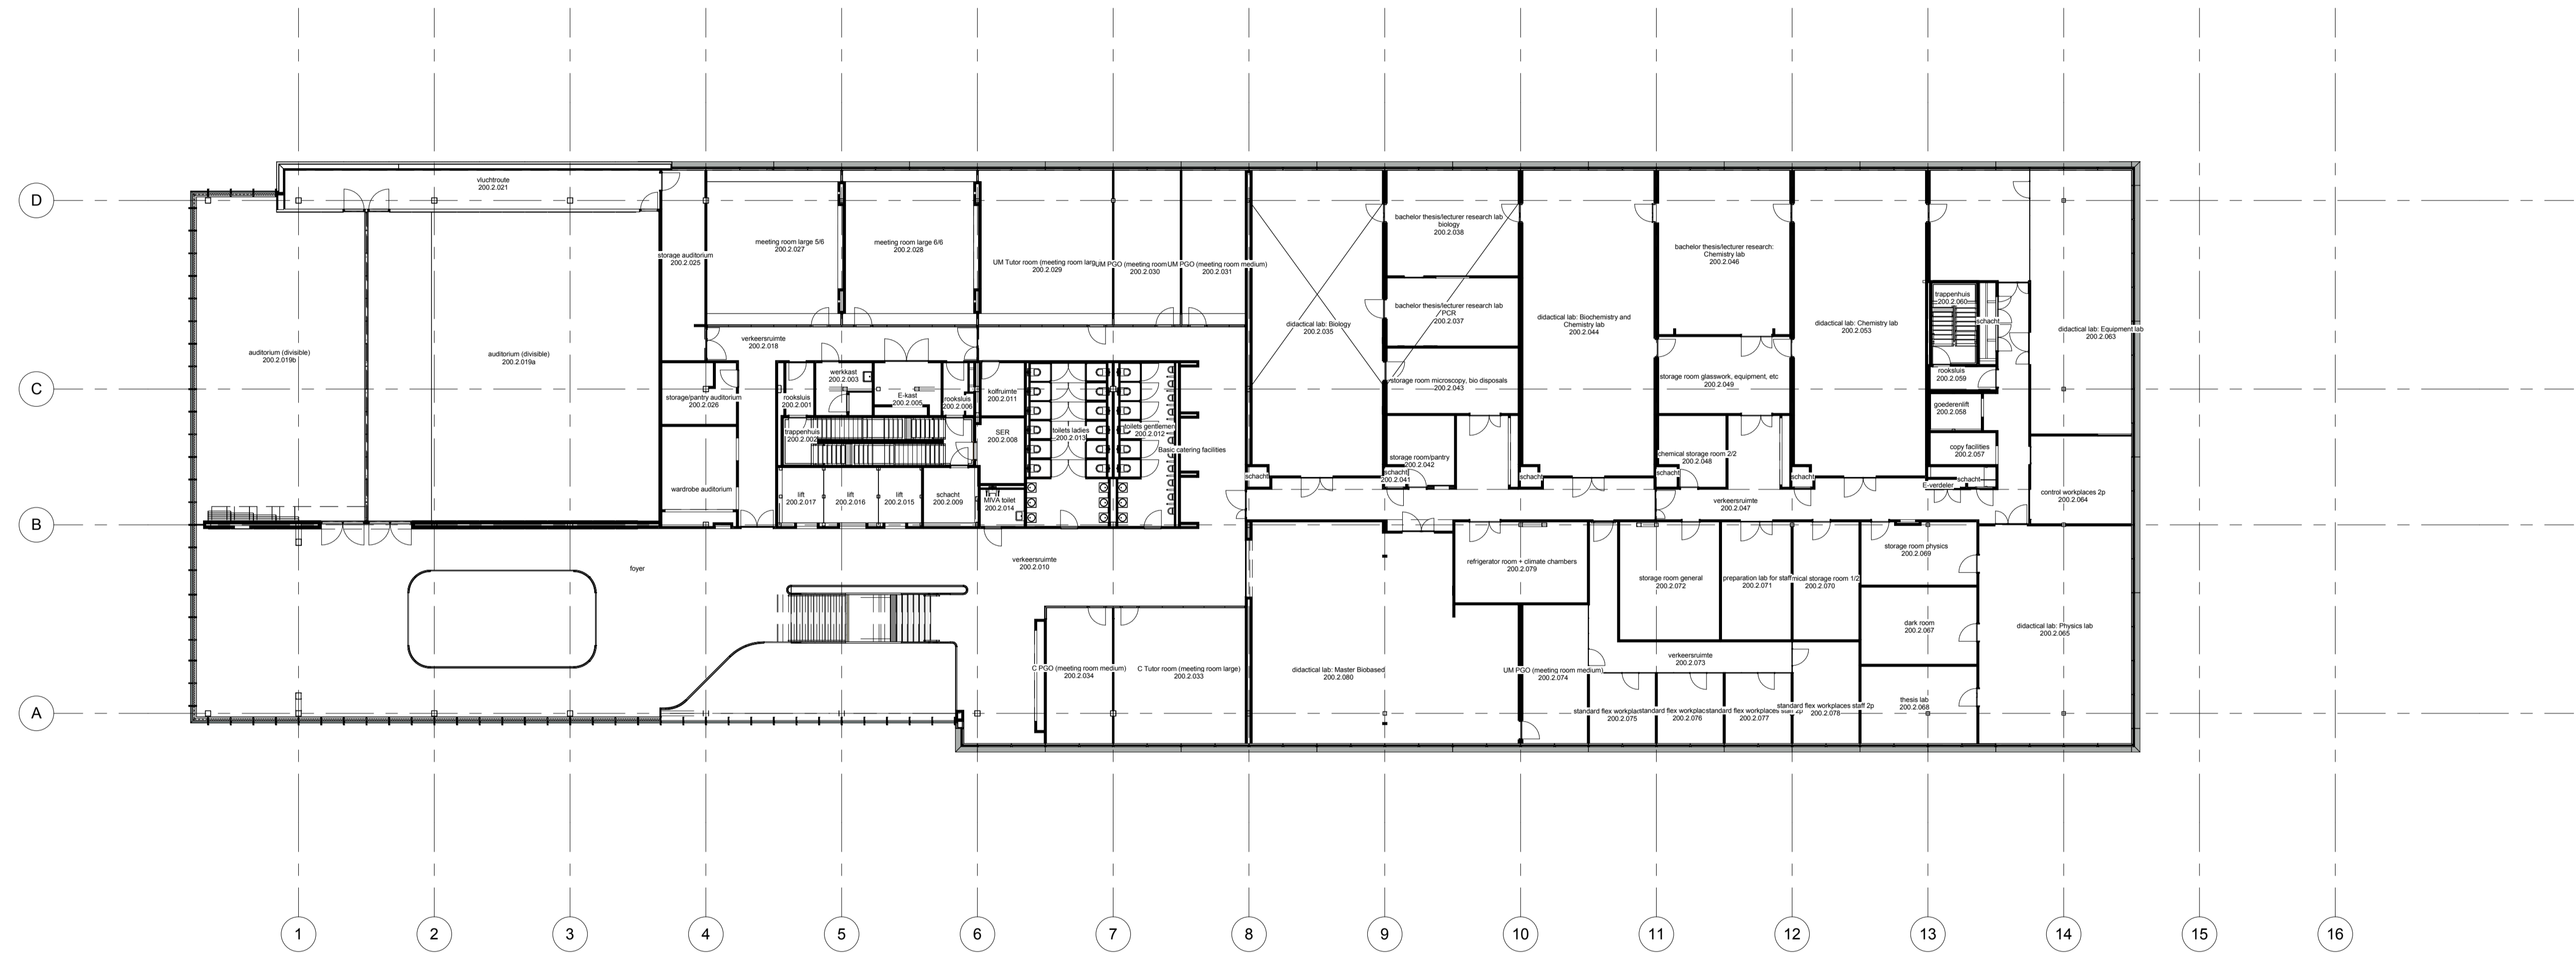 vluchtroute
200.2.021
D
auditorium (divisible)
200.2.019b
auditorium (divisible)
200.2.019a
storage auditorium
200.2.025
meeting room large 5/6
200.2.027
meeting room large 6/6
200.2.028
UM Tutor room (meeting room larg
200.2.029
UM PGO (meeting room
200.2.030
UM PGO (meeting room medium)
200.2.031
didactical lab: Biology
200.2.035
bachelor thesis/lecturer research lab
biology
200.2.038
bachelor thesis/lecturer research lab
PCR
200.2.037
didactical lab: Biochemistry and
Chemistry lab
200.2.044
bachelor thesis/lecturer research:
Chemistry lab
200.2.046
didactical lab: Chemistry lab
200.2.053
trappenhuis
200.2.060
schacht
didactical lab: Equipment lab
200.2.063
verkeersruimte
200.2.018
C
storage/pantry auditorium
200.2.026
rooksluis
200.2.001
werkkast
200.2.003
E-kast
200.2.005
rooksluis
200.2.006
kolfruimte
200.2.011
storage room microscopy, bio disposals
200.2.043
storage room glasswork, equipment, etc
200.2.049
rooksluis
200.2.059
goederenlift
200.2.058
trappenhuis
200.2.002
SER
200.2.008
toilets ladies
200.2.013
toilets gentlemen
200.2.012
Basic catering facilities
storage room/pantry
200.2.042
chemical storage room 2/2
200.2.048
copy facilities
200.2.057
wardrobe auditorium
lift
200.2.017
lift
200.2.016
lift
200.2.015
schacht
200.2.009
MIVA toilet
200.2.014
schacht
schacht
200.2.041
schacht
schacht
schacht
schacht
E-verdeler
control workplaces 2p
200.2.064
verkeersruimte
200.2.047
B
foyer
verkeersruimte
200.2.010
refrigerator room + climate chambers
200.2.079
storage room general
200.2.072
preparation lab for staff
200.2.071
mical storage room 1/2
200.2.070
storage room physics
200.2.069
dark room
200.2.067
didactical lab: Physics lab
200.2.065
C PGO (meeting room medium)
200.2.034
C Tutor room (meeting room large)
200.2.033
didactical lab: Master Biobased
200.2.080
UM PGO (meeting room medium)
200.2.074
verkeersruimte
200.2.073
thesis lab
200.2.068
A
standard flex workplac
200.2.075
standard flex workplac
200.2.076
standard flex workplaces
200.2.077
standard flex workplaces staff 2p
200.2.078
1
2
3
4
5
6
7
8
9
10
11
12
13
14
15
16